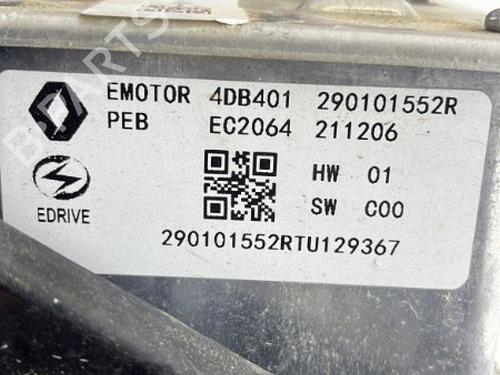 EMOTOR 4DB401 290101552R
PEB EC2064 211206
HW 01
SW C00
EDRIVE
290101552RTU129367